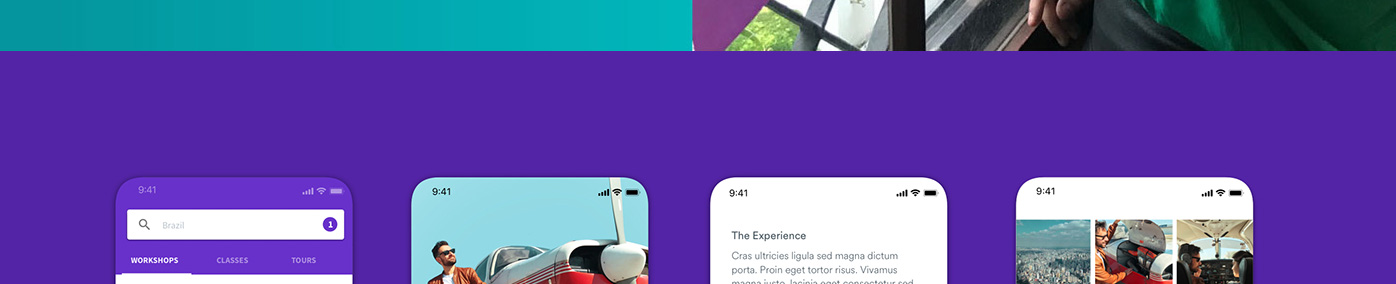 9:41
Brazil
1
WORKSHOPS CLASSES TOURS
9:41
9:41
The Experience
Cras ultricies ligula sed magna dictum
porta. Proin eget tortor risus. Vivamus
magna justo, lacinia eget consectetur sed
9:41